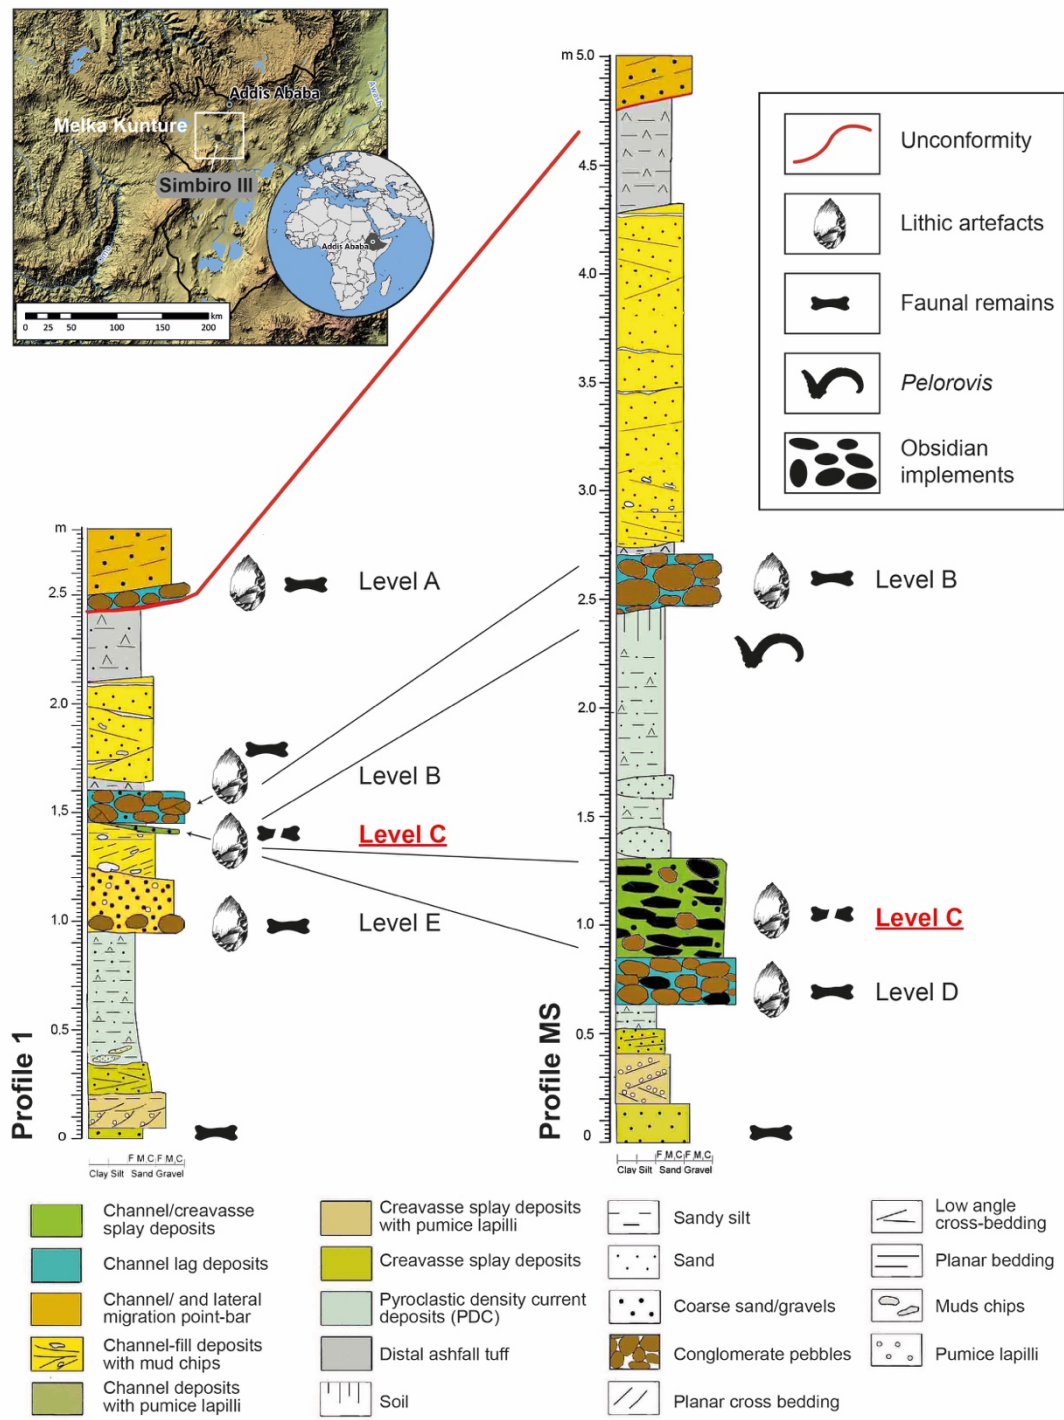 Addis Ababa
Awash
Melka Kunture
Simbiro III
Addis Ababa
km
0 25 50 100 150 200
m 5.0
4.5
4.0
3.5
3.0
2.5
2.0
1.5
1.0
0.5
0
Unconformity
Lithic artefacts
Faunal remains
Pelorovis
Obsidian
implements
m
2.5
2.0
1.5
1.0
0.5
0
Level A
Level B
Level C
Level E
Level B
Level C
Level D
Profile 1
Profile MS
F M C F M C
Clay Silt Sand Gravel
F M C F M C
Clay Silt Sand Gravel
Channel/creavasse
splay deposits
Channel lag deposits
Channel/ and lateral
migration point-bar
Channel-fill deposits
with mud chips
Channel deposits
with pumice lapilli
Creavasse splay deposits
with pumice lapilli
Creavasse splay deposits
Pyroclastic density current
deposits (PDC)
Distal ashfall tuff
Soil
Sandy silt
Sand
Coarse sand/gravels
Conglomerate pebbles
Planar cross bedding
Low angle
cross-bedding
Planar bedding
Muds chips
Pumice lapilli